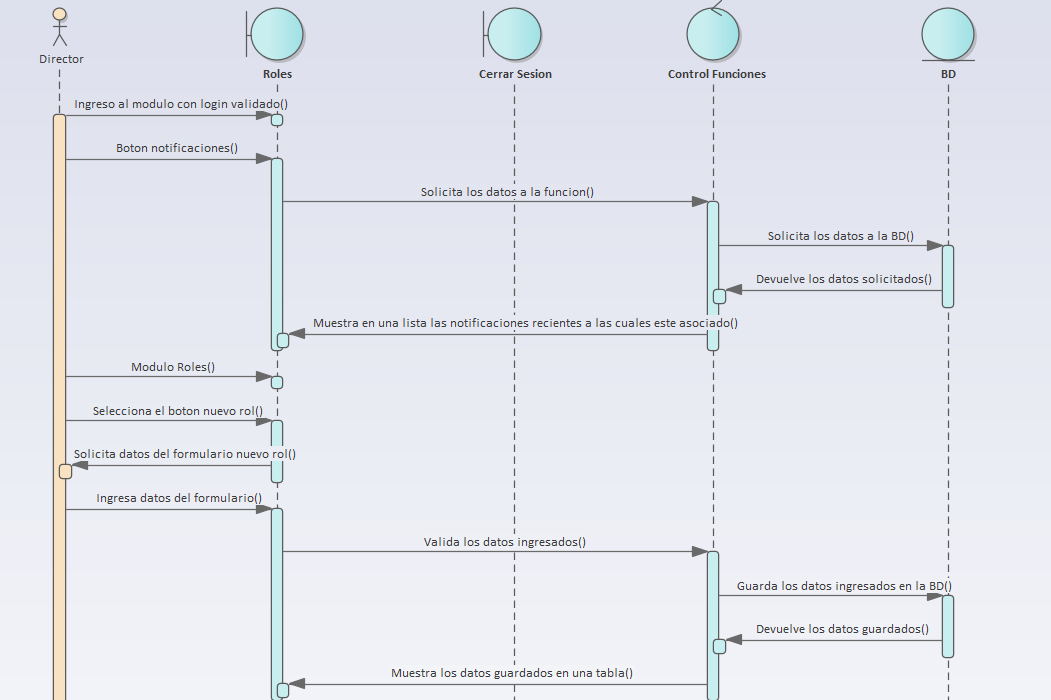 Director
Roles
Cerrar Sesion
Control Funciones
BD
Ingreso al modulo con login validado()
Boton notificaciones()
Solicita los datos a la funcion()
Solicita los datos a la BD()
Devuelve los datos solicitados()
Muestra en una lista las notificaciones recientes a las cuales este asociado()
Modulo Roles()
Selecciona el boton nuevo rol()
Solicita datos del formulario nuevo rol()
Ingresa datos del formulario()
Valida los datos ingresados()
Guarda los datos ingresados en la BD()
Devuelve los datos guardados()
Muestra los datos guardados en una tabla()